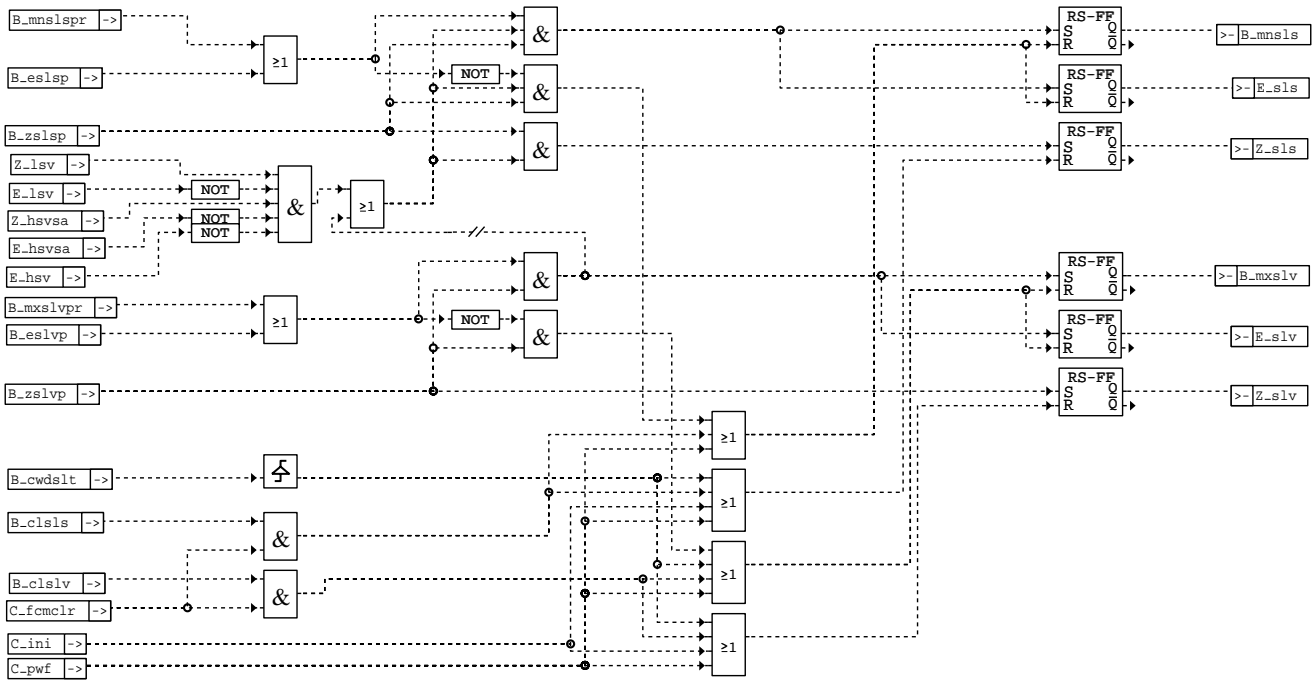 B_mnslspr ->
B_eslsp ->
B_zslsp ->
Z_lsv ->
E_lsv ->
Z_hsvsa ->
E_hsvsa ->
E_hsv ->
B_mxslvpr ->
B_eslvp ->
B_zslvp ->
B_cwdslt ->
B_clsls ->
B_clslv ->
C_fcmclr ->
C_ini ->
C_pwf ->
≥1
NOT
NOT
NOT
&
≥1
≥1
&
&
&
NOT
&
&
&
NOT
&
//
≥1
≥1
≥1
≥1
RS-FF
S Q
R Q̅
RS-FF
S Q
R Q̅
RS-FF
S Q
R Q̅
RS-FF
S Q
R Q̅
RS-FF
S Q
R Q̅
RS-FF
S Q
R Q̅
>- B_mnsls
>- E_sls
>- Z_sls
>- B_mxslv
>- E_slv
>- Z_slv